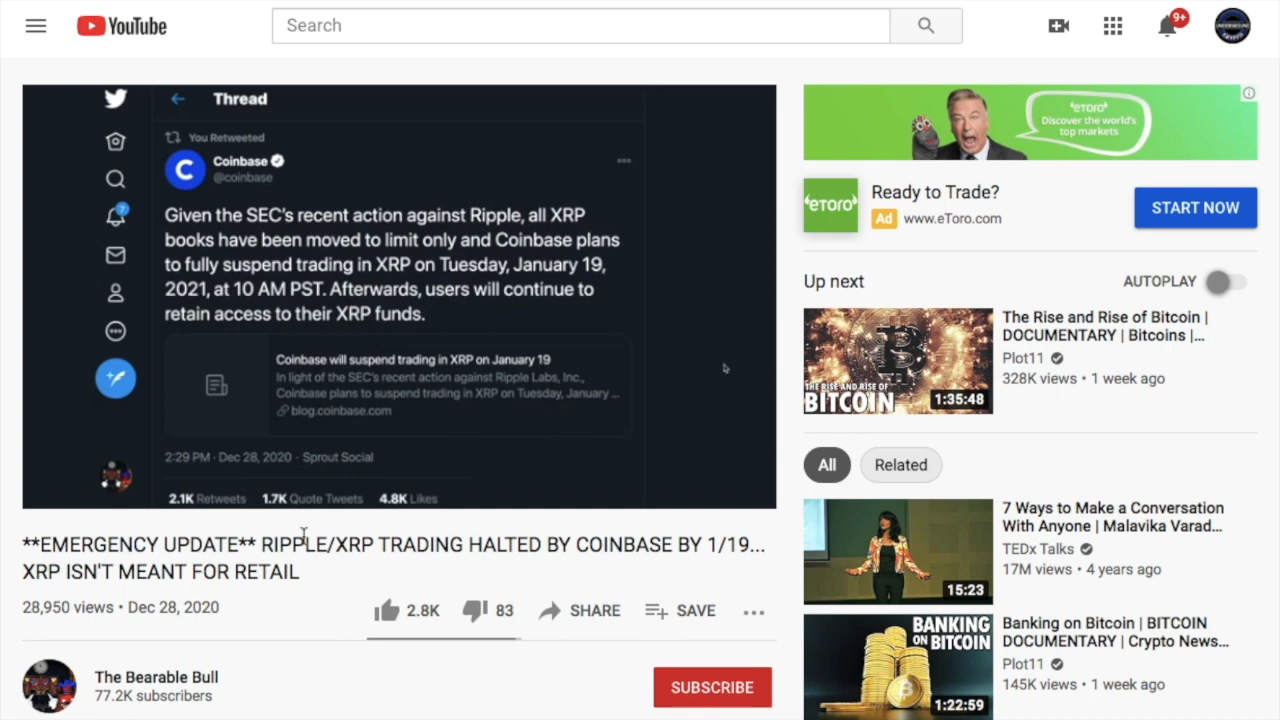 YouTube
Search
9+
Thread
You Retweeted
Coinbase
@coinbase
Given the SEC's recent action against Ripple, all XRP
books have been moved to limit only and Coinbase plans
to fully suspend trading in XRP on Tuesday, January 19,
2021, at 10 AM PST. Afterwards, users will continue to
retain access to their XRP funds.
Coinbase will suspend trading in XRP on January 19
In light of the SEC's recent action against Ripple Labs, Inc.,
Coinbase plans to suspend trading in XRP on Tuesday, January ...
blog.coinbase.com
2:29 PM · Dec 28, 2020 · Sprout Social
2.1K Retweets 1.7K Quote Tweets 4.8K Likes
7
**EMERGENCY UPDATE** RIPPLE/XRP TRADING HALTED BY COINBASE BY 1/19...
XRP ISN'T MEANT FOR RETAIL
28,950 views • Dec 28, 2020
2.8K 83 SHARE SAVE
The Bearable Bull
77.2K subscribers
SUBSCRIBE
eTORO
Discover the world's
top markets
eTORO
Ready to Trade?
Ad www.eToro.com
START NOW
Up next
AUTOPLAY
THE RISE AND RISE OF
BITCOIN
1:35:48
The Rise and Rise of Bitcoin |
DOCUMENTARY | Bitcoins |...
Plot11
328K views • 1 week ago
All
Related
15:23
7 Ways to Make a Conversation
With Anyone | Malavika Varad...
TEDx Talks
17M views • 4 years ago
BANKING
ON BITCOIN
1:22:59
Banking on Bitcoin | BITCOIN
DOCUMENTARY | Crypto News...
Plot11
145K views • 1 week ago